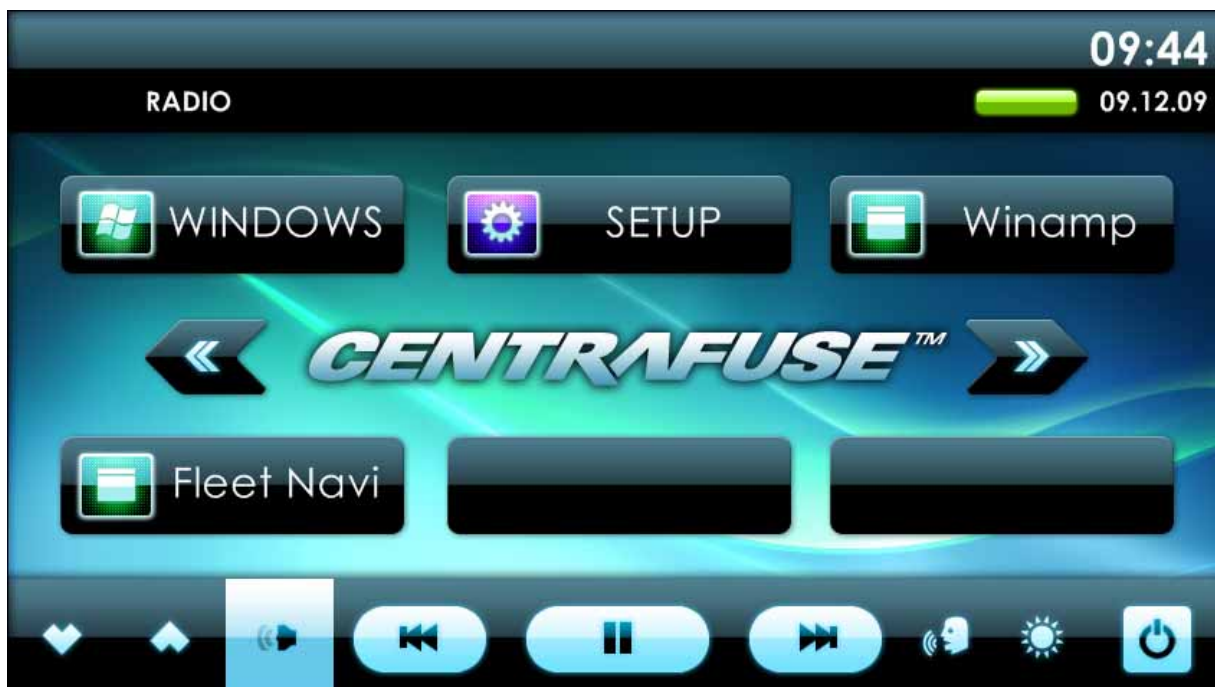 09:44
RADIO
09.12.09
WINDOWS
SETUP
Winamp
CENTRAFUSE™
Fleet Navi